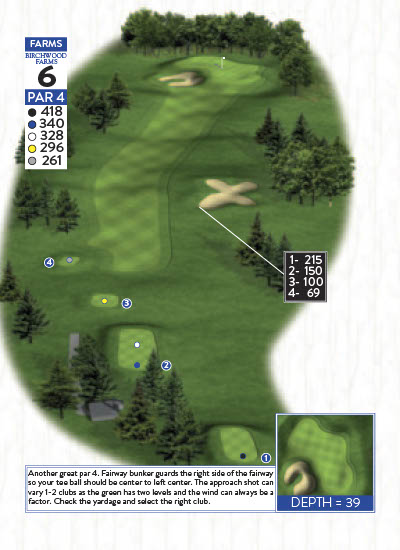 FARMS
BIRCHWOOD
FARMS
6
PAR 4
418
340
328
296
261
1- 215
2- 150
3- 100
4- 69
4
3
2
1
Another great par 4. Fairway bunker guards the right side of the fairway
so your tee ball should be center to left center. The approach shot can
vary 1-2 clubs as the green has two levels and the wind can always be a
factor. Check the yardage and select the right club.
DEPTH = 39